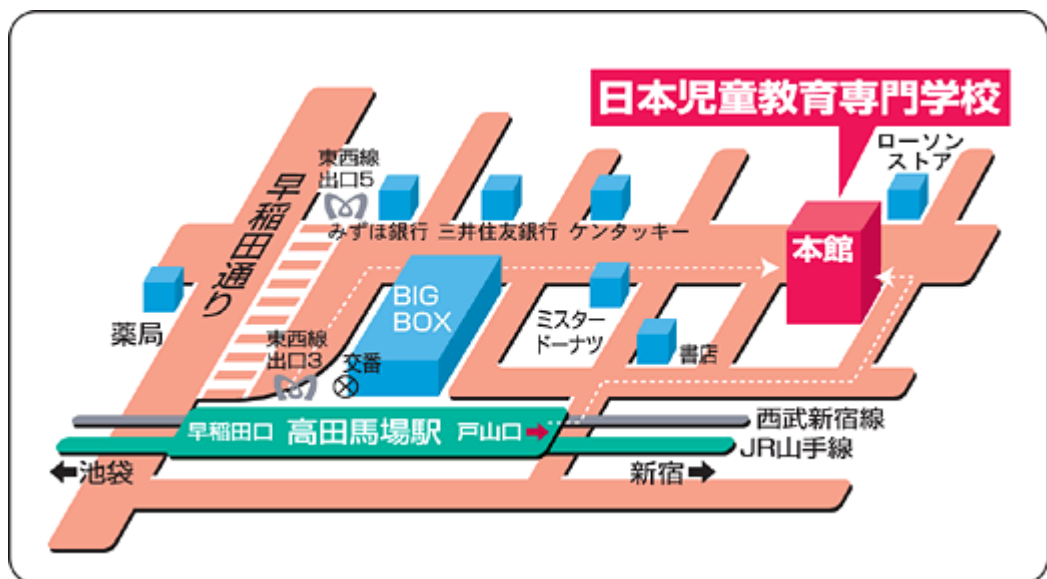 日本児童教育専門学校
ローソン
ストア
東西線
出口5
早稲田通り
みずほ銀行
三井住友銀行
ケンタッキー
本館
薬局
BIG
BOX
ミスター
ドーナツ
書店
東西線
出口3
交番
早稲田口
高田馬場駅
戸山口
西武新宿線
JR山手線
池袋
新宿